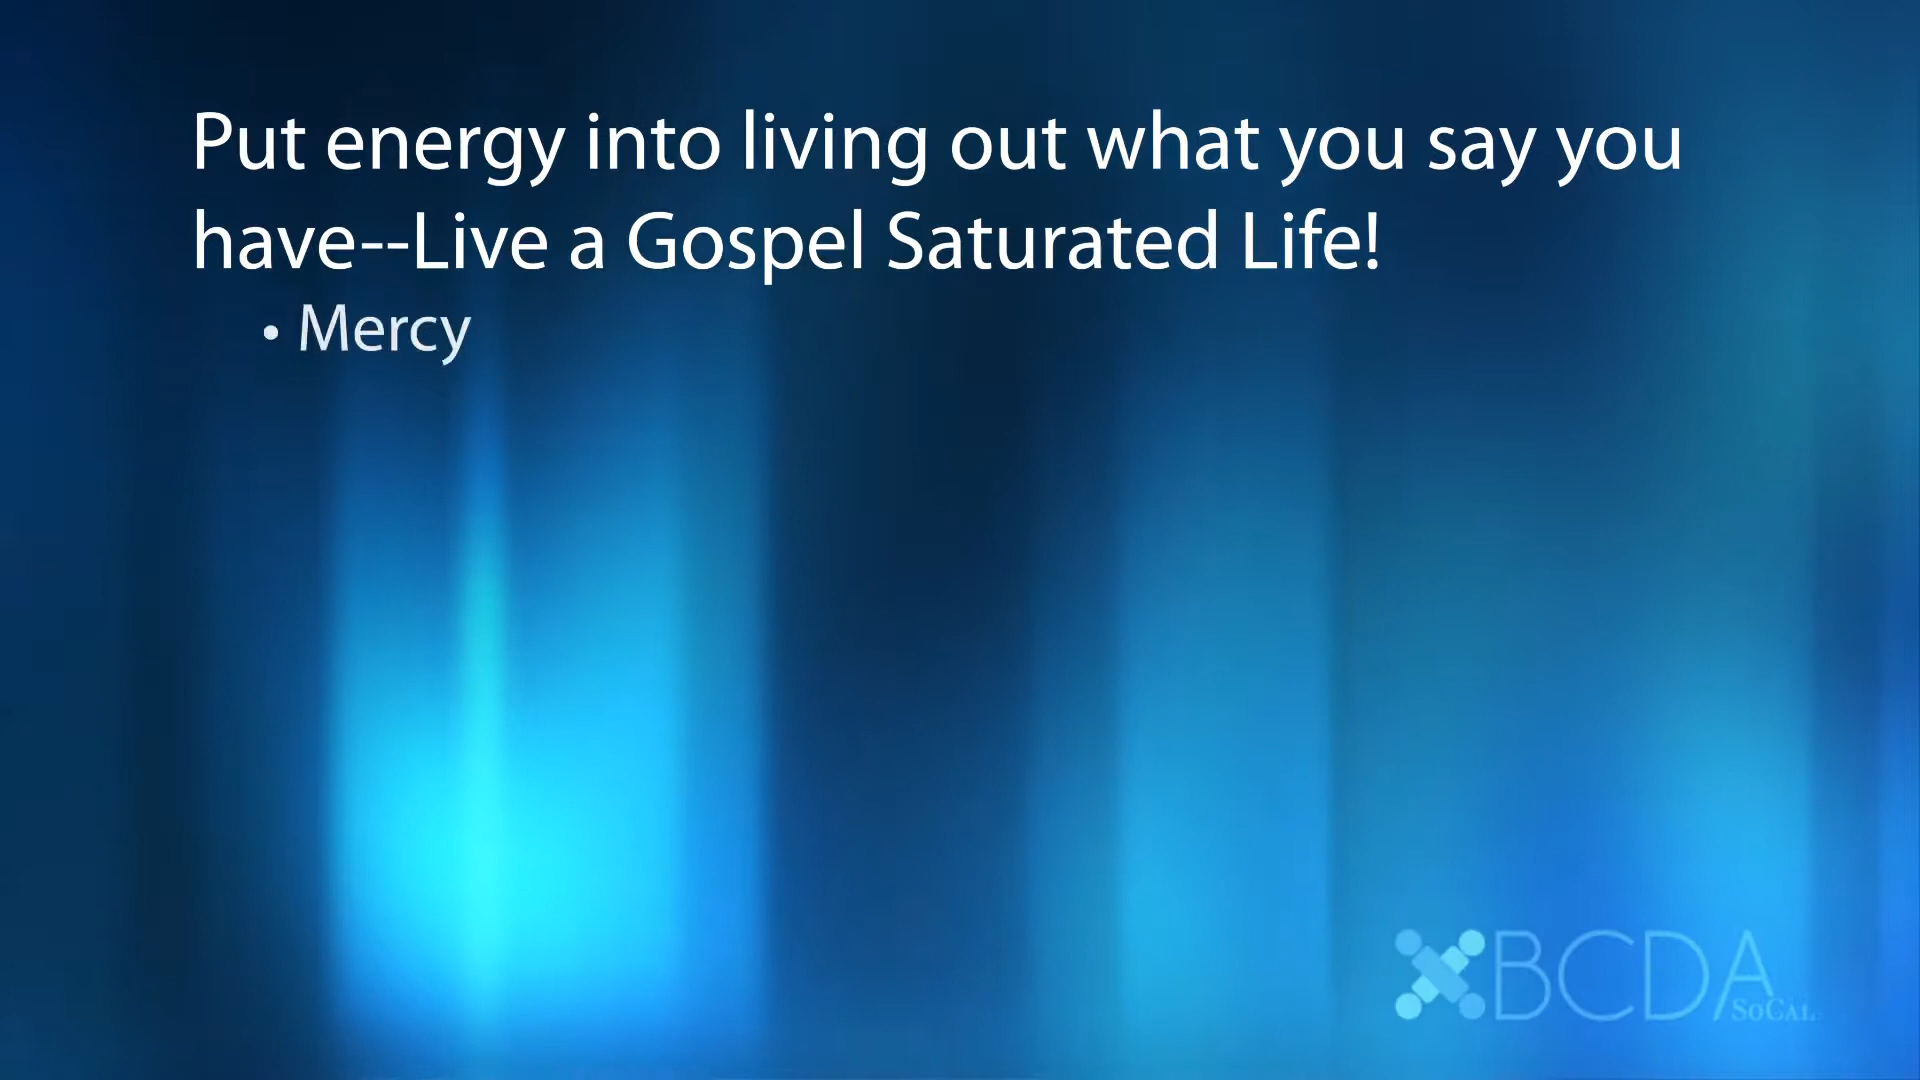 Put energy into living out what you say you
have--Live a Gospel Saturated Life!
• Mercy
BCDA
SoCal